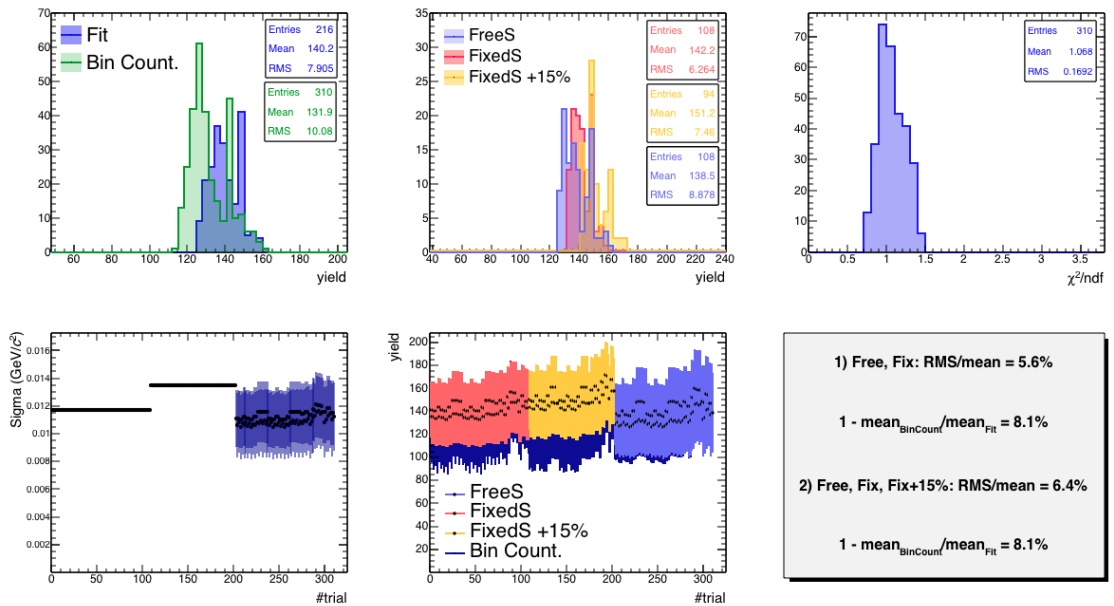 Fit
Bin Count.
Entries 216
Mean 140.2
RMS 7.905
Entries 310
Mean 131.9
RMS 10.08
70
60
50
40
30
20
10
0
60 80 100 120 140 160 180 200
yield
FreeS
FixedS
FixedS +15%
Entries 108
Mean 142.2
RMS 6.264
Entries 94
Mean 151.2
RMS 7.46
Entries 108
Mean 138.5
RMS 8.878
35
30
25
20
15
10
5
0
40 60 80 100 120 140 160 180 200 220 240
yield
Entries 310
Mean 1.068
RMS 0.1692
70
60
50
40
30
20
10
0
0 0.5 1 1.5 2 2.5 3 3.5
χ²/ndf
Sigma (GeV/c²)
0.016
0.014
0.012
0.01
0.008
0.006
0.004
0.002
0 50 100 150 200 250 300
#trial
yield
200
180
160
140
120
100
80
60
40
20
FreeS
FixedS
FixedS +15%
Bin Count.
0 50 100 150 200 250 300
#trial
1) Free, Fix: RMS/mean = 5.6%
1 - mean_BinCount/mean_Fit = 8.1%
2) Free, Fix, Fix+15%: RMS/mean = 6.4%
1 - mean_BinCount/mean_Fit = 8.1%